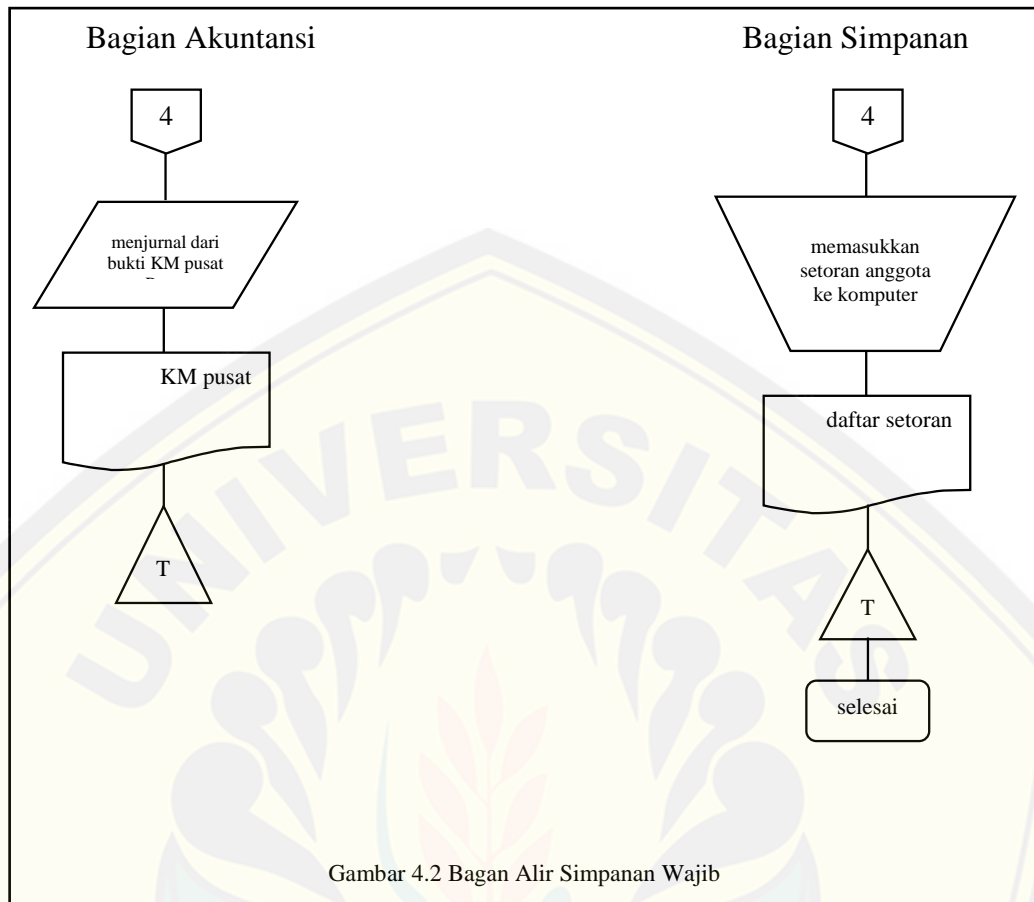 Bagian Akuntansi
4
menjurnal dari
bukti KM pusat
KM pusat
T
Bagian Simpanan
4
memasukkan
setoran anggota
ke komputer
daftar setoran
T
selesai
UNIVERSITAS
Gambar 4.2 Bagan Alir Simpanan Wajib